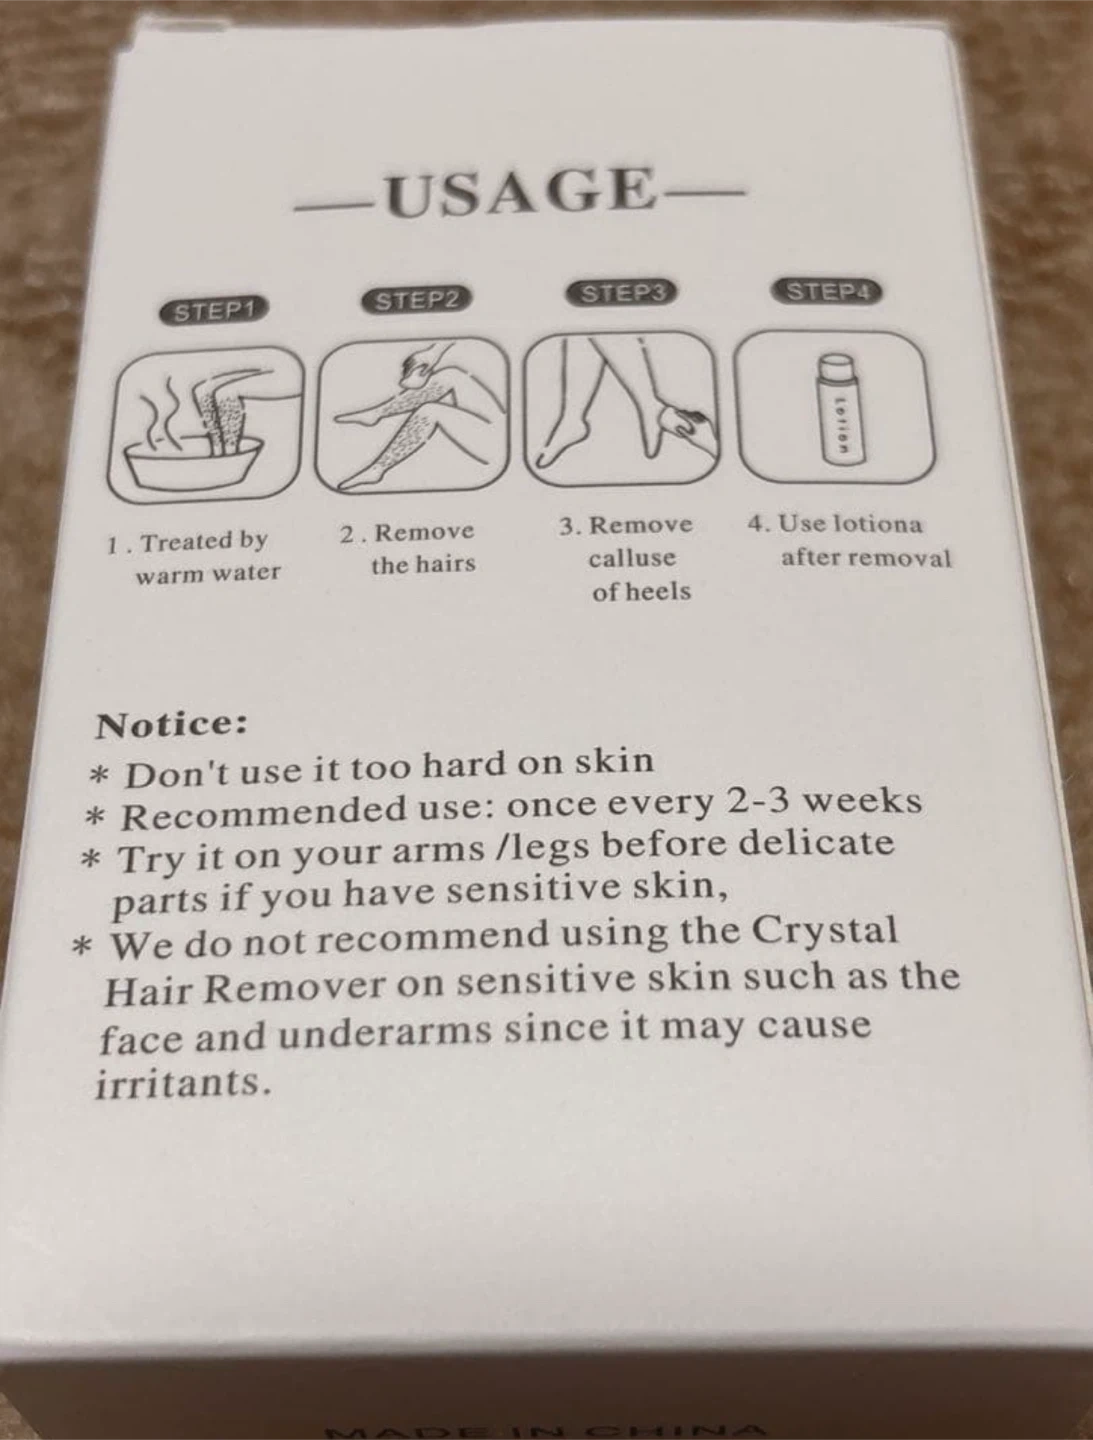 —USAGE—
STEP1 STEP2 STEP3 STEP4
Lotion
1. Treated by
warm water
2. Remove
the hairs
3. Remove
calluse
of heels
4. Use lotiona
after removal
Notice:
* Don't use it too hard on skin
* Recommended use: once every 2-3 weeks
* Try it on your arms /legs before delicate
parts if you have sensitive skin,
* We do not recommend using the Crystal
Hair Remover on sensitive skin such as the
face and underarms since it may cause
irritants.
MADE IN CHINA